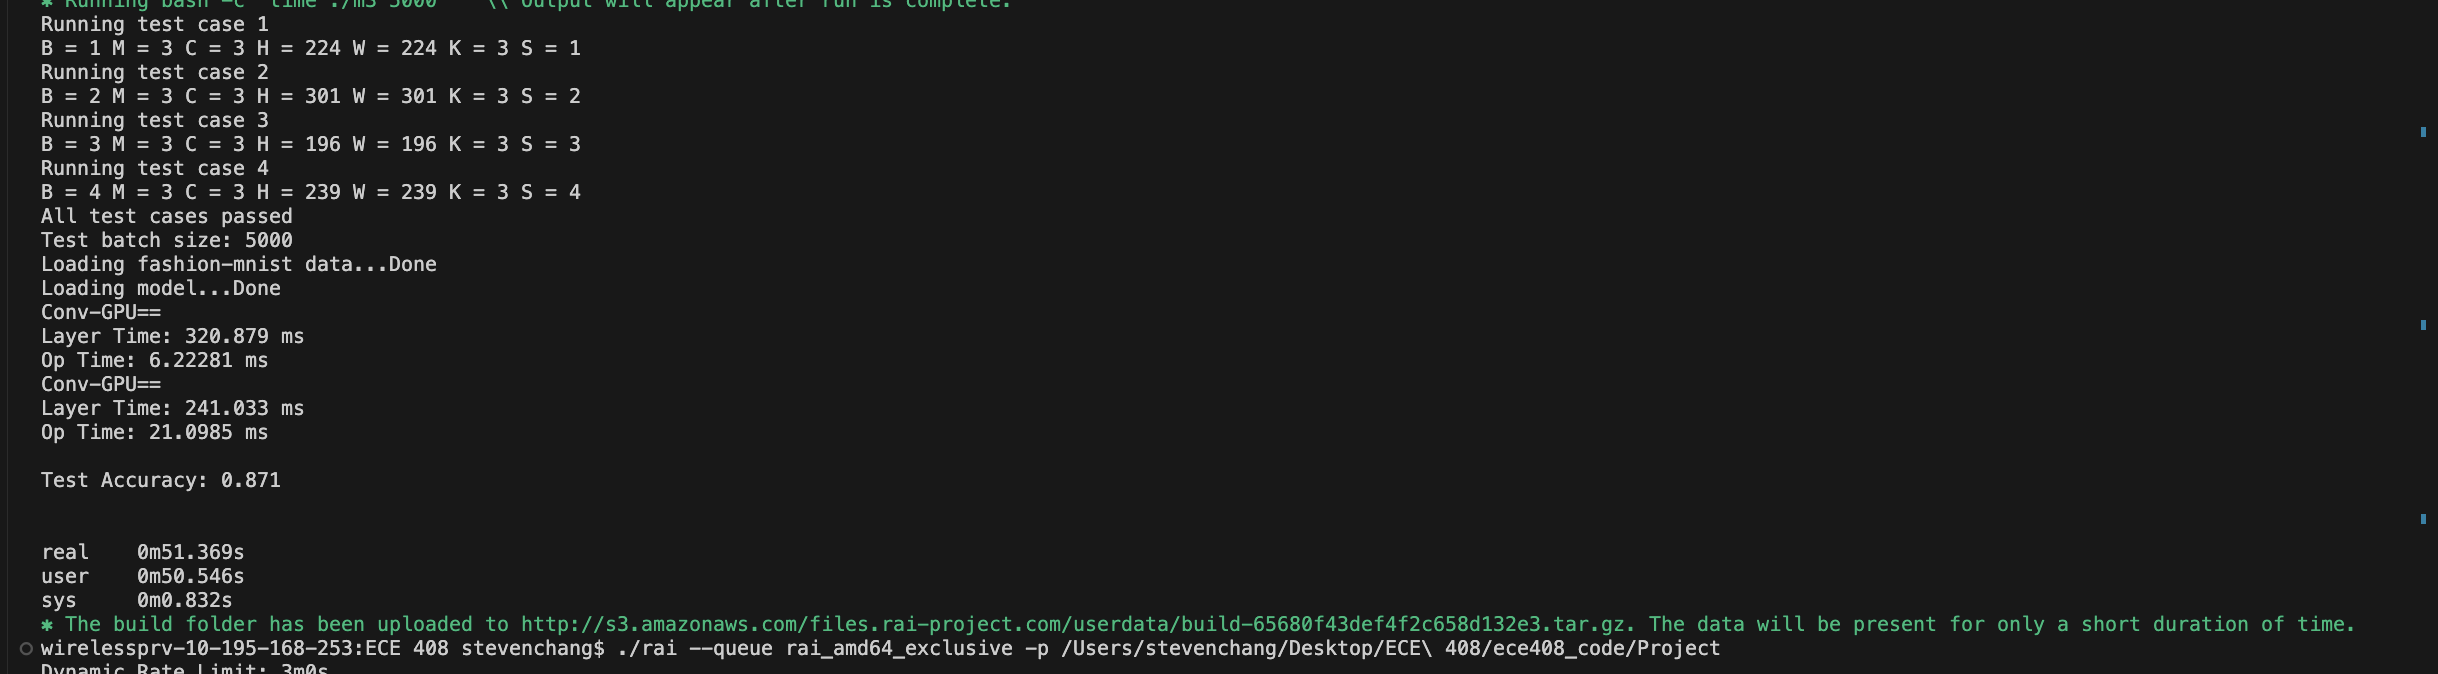 * Running bash -c "time ./m3 5000" \\ Output will appear after run is complete.
Running test case 1
B = 1 M = 3 C = 3 H = 224 W = 224 K = 3 S = 1
Running test case 2
B = 2 M = 3 C = 3 H = 301 W = 301 K = 3 S = 2
Running test case 3
B = 3 M = 3 C = 3 H = 196 W = 196 K = 3 S = 3
Running test case 4
B = 4 M = 3 C = 3 H = 239 W = 239 K = 3 S = 4
All test cases passed
Test batch size: 5000
Loading fashion-mnist data...Done
Loading model...Done
Conv-GPU==
Layer Time: 320.879 ms
Op Time: 6.22281 ms
Conv-GPU==
Layer Time: 241.033 ms
Op Time: 21.0985 ms
Test Accuracy: 0.871
real 0m51.369s
user 0m50.546s
sys 0m0.832s
* The build folder has been uploaded to http://s3.amazonaws.com/files.rai-project.com/userdata/build-65680f43def4f2c658d132e3.tar.gz. The data will be present for only a short duration of time.
wirelessprv-10-195-168-253:ECE 408 stevenchang$ ./rai --queue rai_amd64_exclusive -p /Users/stevenchang/Desktop/ECE\ 408/ece408_code/Project
Dynamic Rate Limit: 3m0s